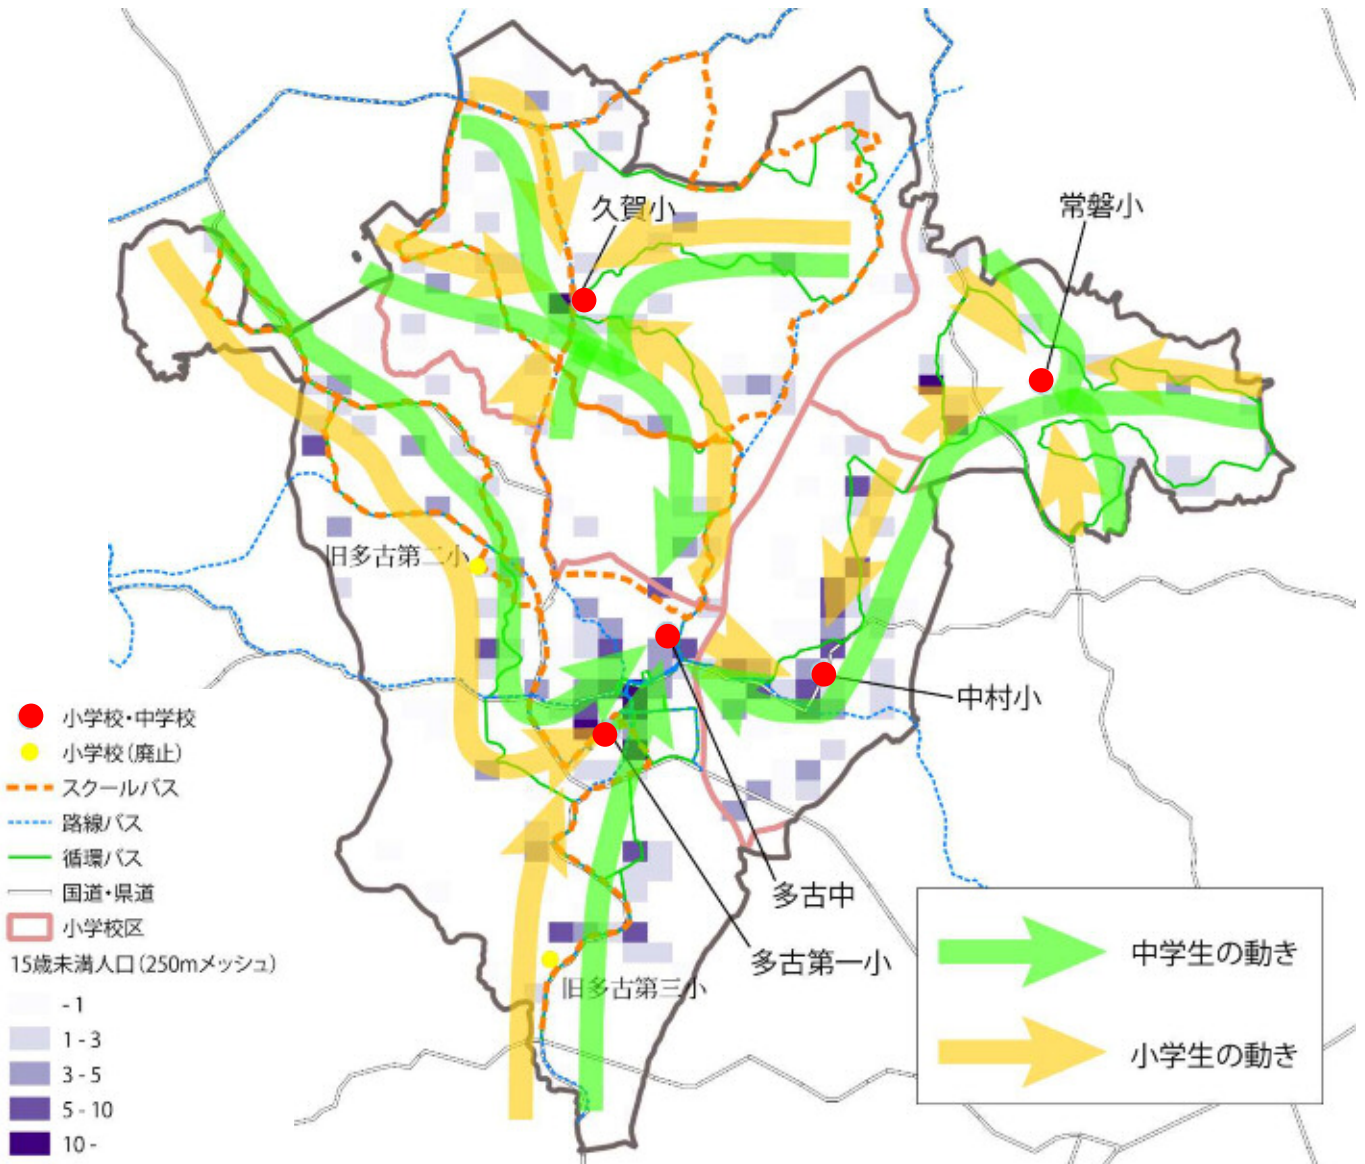 久賀小
常磐小
旧多古第二小
中村小
多古中
多古第一小
旧多古第三小
小学校・中学校
小学校(廃止)
スクールバス
路線バス
循環バス
国道・県道
小学校区
15歳未満人口(250mメッシュ)
- 1
1 - 3
3 - 5
5 - 10
10 -
中学生の動き
小学生の動き